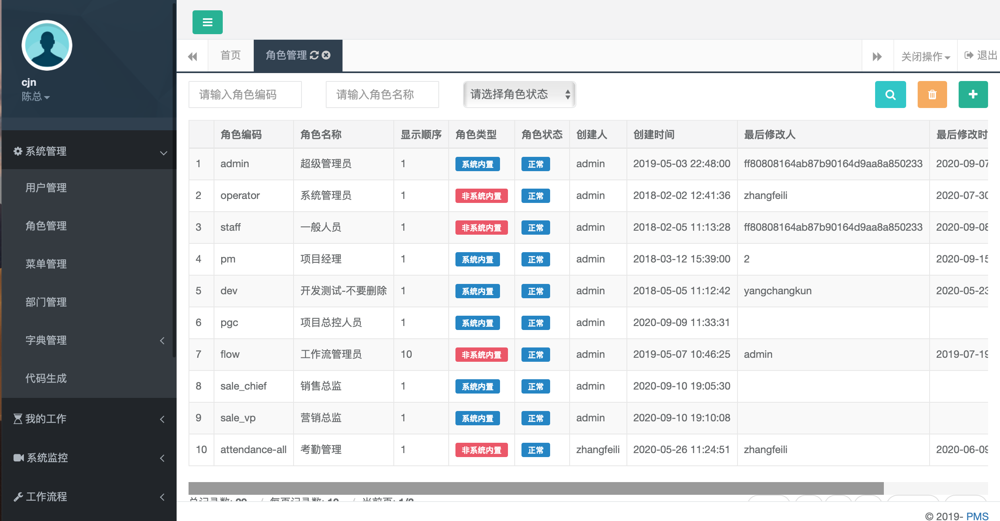 cjn
陈总
系统管理
用户管理
角色管理
菜单管理
部门管理
字典管理
代码生成
我的工作
系统监控
工作流程
首页
角色管理
关闭操作
退出
请输入角色编码
请输入角色名称
请选择角色状态
角色编码 角色名称 显示顺序 角色类型 角色状态 创建人 创建时间 最后修改人 最后修改时
1 admin 超级管理员 1 系统内置 正常 admin 2019-05-03 22:48:00 ff80808164ab87b90164d9aa8a850233 2020-09-07
2 operator 系统管理员 1 非系统内置 正常 admin 2018-02-02 12:41:36 zhangfeili 2020-07-30
3 staff 一般人员 1 非系统内置 正常 admin 2018-02-05 11:13:28 ff80808164ab87b90164d9aa8a850233 2020-09-08
4 pm 项目经理 1 系统内置 正常 admin 2018-03-12 15:39:00 2 2020-09-15
5 dev 开发测试-不要删除 1 系统内置 正常 admin 2018-05-05 11:12:42 yangchangkun 2020-05-23
6 pgc 项目总控人员 1 系统内置 正常 admin 2020-09-09 11:33:31
7 flow 工作流管理员 10 非系统内置 正常 admin 2019-05-07 10:46:25 admin 2019-07-19
8 sale_chief 销售总监 1 系统内置 正常 admin 2020-09-10 19:05:30
9 sale_vp 营销总监 1 系统内置 正常 admin 2020-09-10 19:10:08
10 attendance-all 考勤管理 1 非系统内置 正常 zhangfeili 2020-05-26 11:24:51 zhangfeili 2020-06-09
总记录数: / 每页记录数: 10 / 当前页:
© 2019- PMS